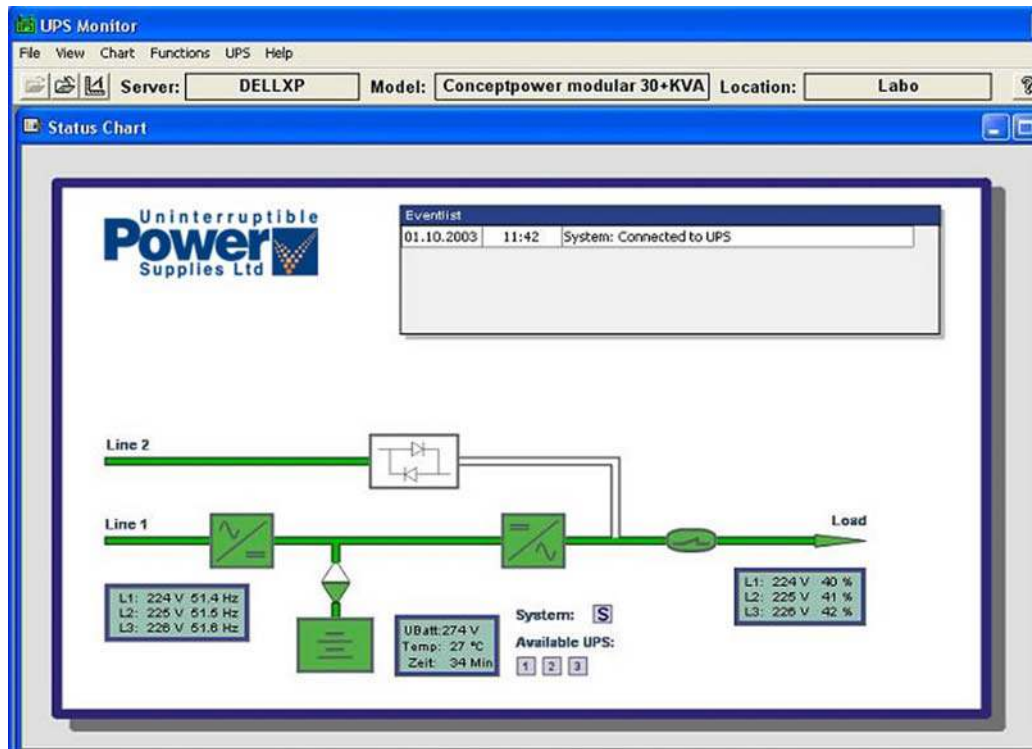 UPS Monitor
File View Chart Functions UPS Help
Server: DELLXP Model: Conceptpower modular 30+KVA Location: Labo
Status Chart
Uninterruptible
Power
Supplies Ltd
Eventlist
01.10.2003 11:42 System: Connected to UPS
Line 2
Line 1
Load
L1: 224 V 51.4 Hz
L2: 225 V 51.5 Hz
L3: 226 V 51.6 Hz
UBatt:274 V
Temp: 27 °C
Zeit: 34 Min
System: S
Available UPS:
1 2 3
L1: 224 V 40 %
L2: 225 V 41 %
L3: 226 V 42 %